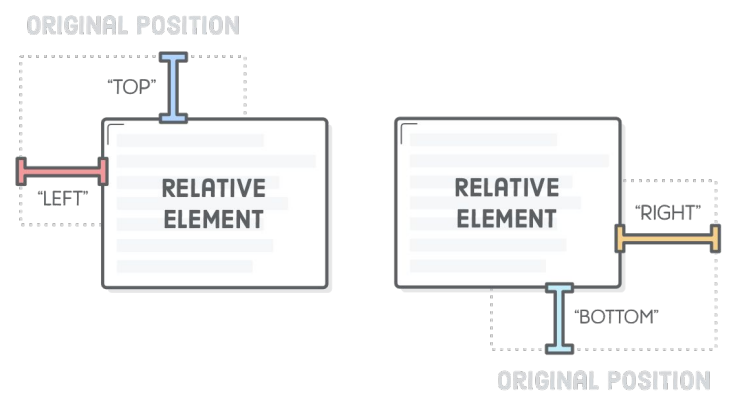 ORIGINAL POSITION
“TOP”
“LEFT”
RELATIVE
ELEMENT
RELATIVE
ELEMENT
“RIGHT”
“BOTTOM”
ORIGINAL POSITION